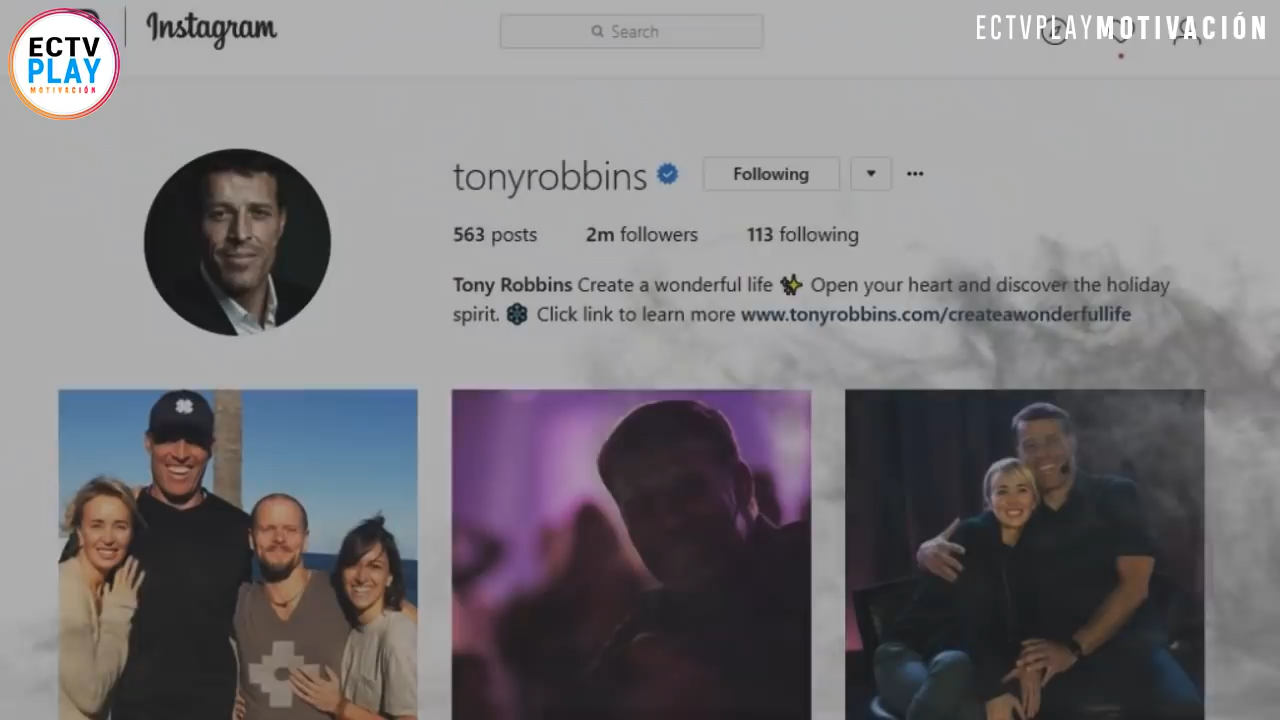 ECTV
PLAY
MOTIVACIÓN
Instagram
Search
ECTVPLAYMOTIVACIÓN
tonyrobbins
Following
563 posts
2m followers
113 following
Tony Robbins Create a wonderful life ✨ Open your heart and discover the holiday
spirit. Click link to learn more www.tonyrobbins.com/createawonderfullife